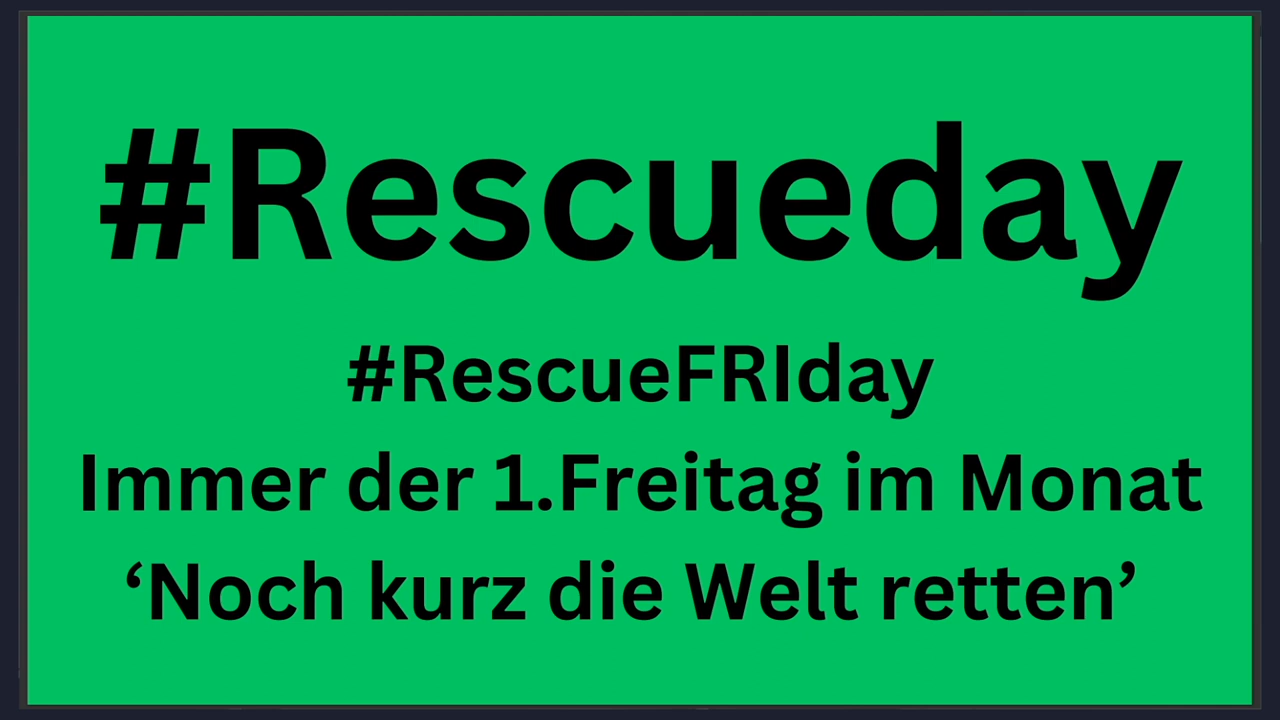 #Rescueday
#RescueFRIday
Immer der 1.Freitag im Monat
‘Noch kurz die Welt retten’